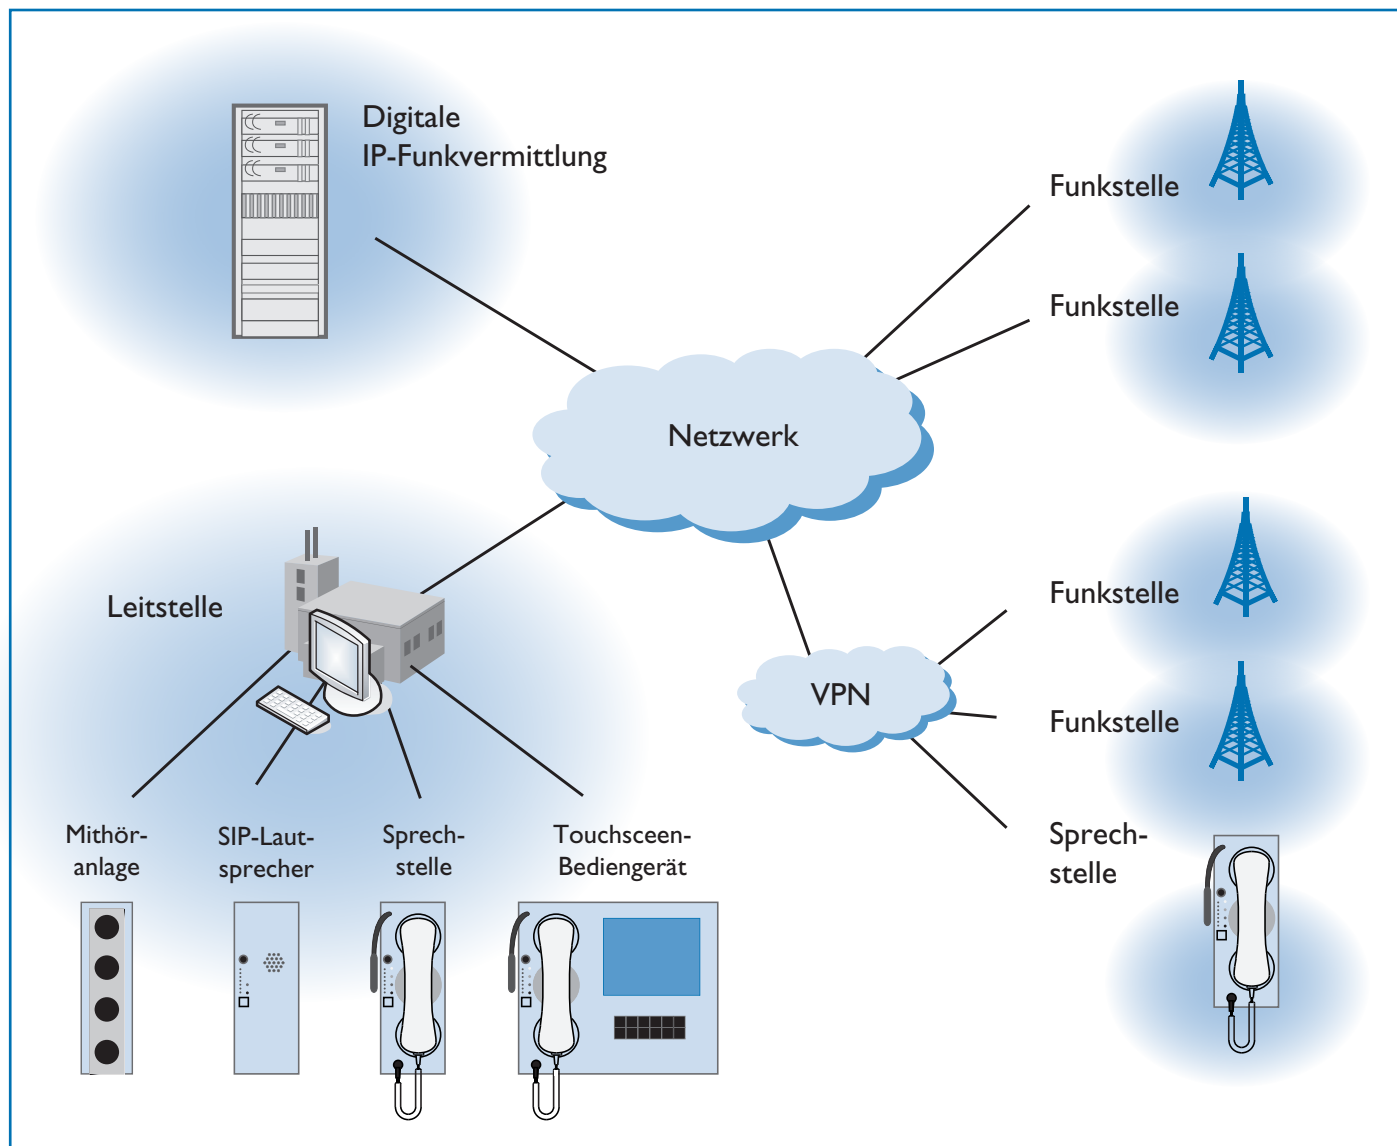 Digitale
IP-Funkvermittlung
Funkstelle
Funkstelle
Netzwerk
Leitstelle
Funkstelle
VPN
Funkstelle
Mithör-
anlage
SIP-Laut-
sprecher
Sprech-
stelle
Touchsceen-
Bediengerät
Sprech-
stelle